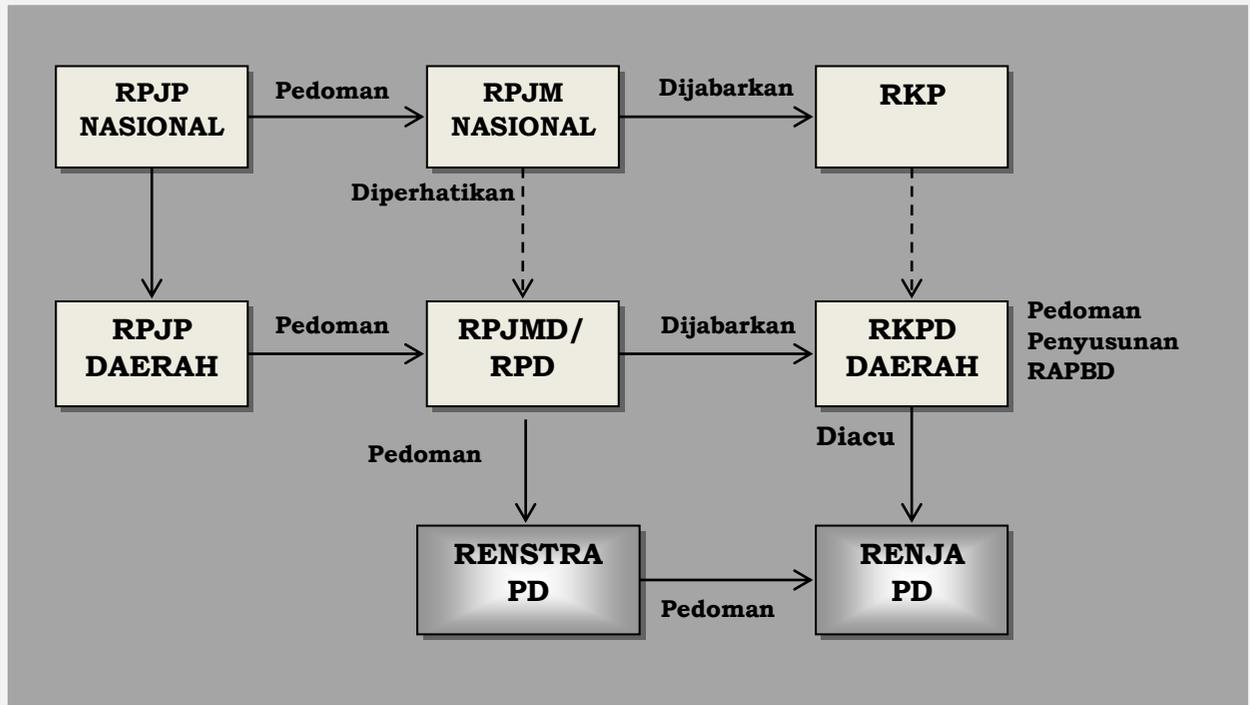 RPJP
NASIONAL
Pedoman
RPJM
NASIONAL
Dijabarkan
RKP
Diperhatikan
RPJP
DAERAH
Pedoman
RPJMD/
RPD
Dijabarkan
RKPD
DAERAH
Pedoman
Penyusunan
RAPBD
Pedoman
Diacu
RENSTRA
PD
Pedoman
RENJA
PD